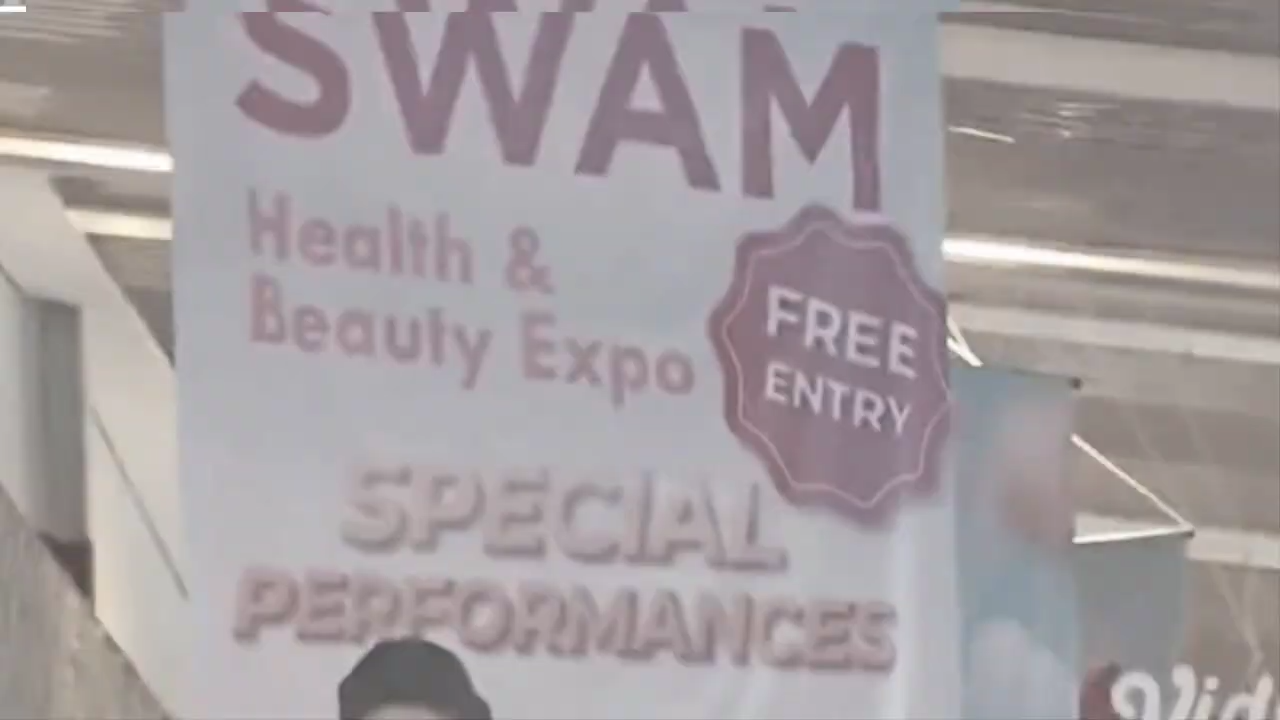 SWAM
Health &
Beauty Expo
FREE
ENTRY
SPECIAL
PERFORMANCES